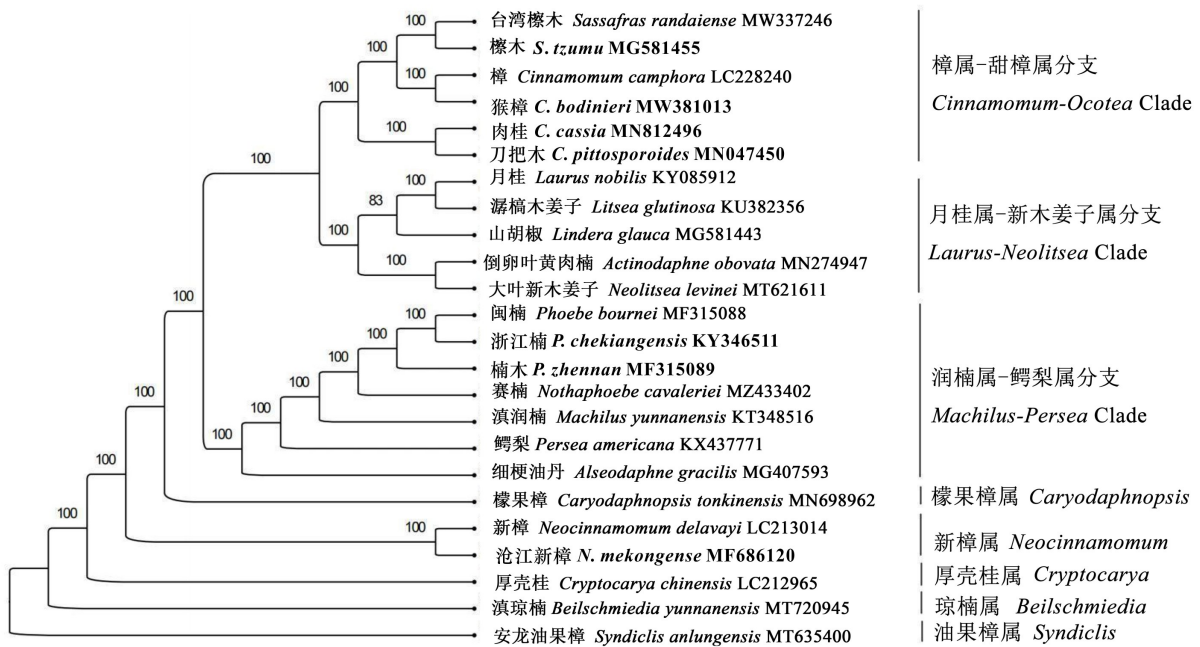 台湾檫木 Sassafras randaiense MW337246
檫木 S. tzumu MG581455
樟 Cinnamomum camphora LC228240
猴樟 C. bodinieri MW381013
肉桂 C. cassia MN812496
刀把木 C. pittosporoides MN047450
樟属-甜樟属分支
Cinnamomum-Ocotea Clade
月桂 Laurus nobilis KY085912
潺槁木姜子 Litsea glutinosa KU382356
山胡椒 Lindera glauca MG581443
倒卵叶黄肉楠 Actinodaphne obovata MN274947
大叶新木姜子 Neolitsea levinei MT621611
月桂属-新木姜子属分支
Laurus-Neolitsea Clade
闽楠 Phoebe bournei MF315088
浙江楠 P. chekiangensis KY346511
楠木 P. zhennan MF315089
赛楠 Nothaphoebe cavaleriei MZ433402
滇润楠 Machilus yunnanensis KT348516
鳄梨 Persea americana KX437771
细梗油丹 Alseodaphne gracilis MG407593
润楠属-鳄梨属分支
Machilus-Persea Clade
檬果樟 Caryodaphnopsis tonkinensis MN698962
檬果樟属 Caryodaphnopsis
新樟 Neocinnamomum delavayi LC213014
沧江新樟 N. mekongense MF686120
新樟属 Neocinnamomum
厚壳桂 Cryptocarya chinensis LC212965
厚壳桂属 Cryptocarya
滇琼楠 Beilschmiedia yunnanensis MT720945
琼楠属 Beilschmiedia
安龙油果樟 Syndiclis anlungensis MT635400
油果樟属 Syndiclis
100
100
100
100
100
100
100
100
83
100
100
100
100
100
100
100
100
100
100
100
100